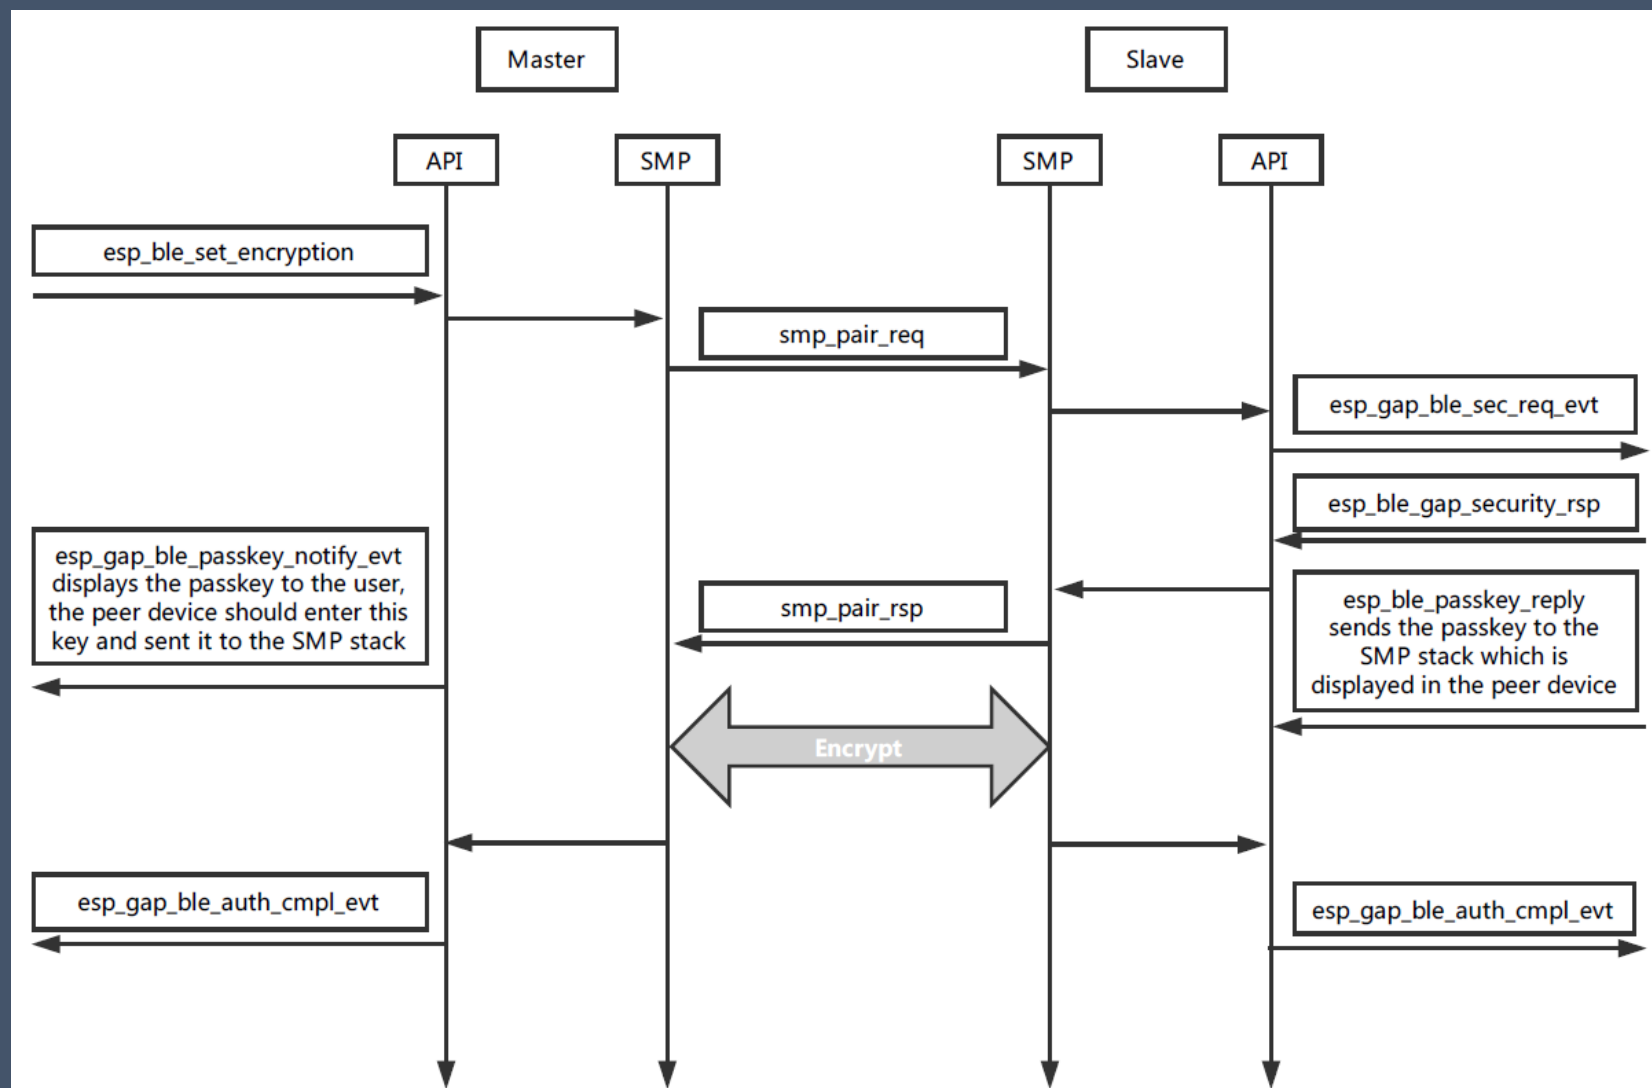 Master
Slave
API
SMP
SMP
API
esp_ble_set_encryption
smp_pair_req
esp_gap_ble_sec_req_evt
esp_ble_gap_security_rsp
esp_gap_ble_passkey_notify_evt
displays the passkey to the user,
the peer device should enter this
key and sent it to the SMP stack
smp_pair_rsp
esp_ble_passkey_reply
sends the passkey to the
SMP stack which is
displayed in the peer device
Encrypt
esp_gap_ble_auth_cmpl_evt
esp_gap_ble_auth_cmpl_evt